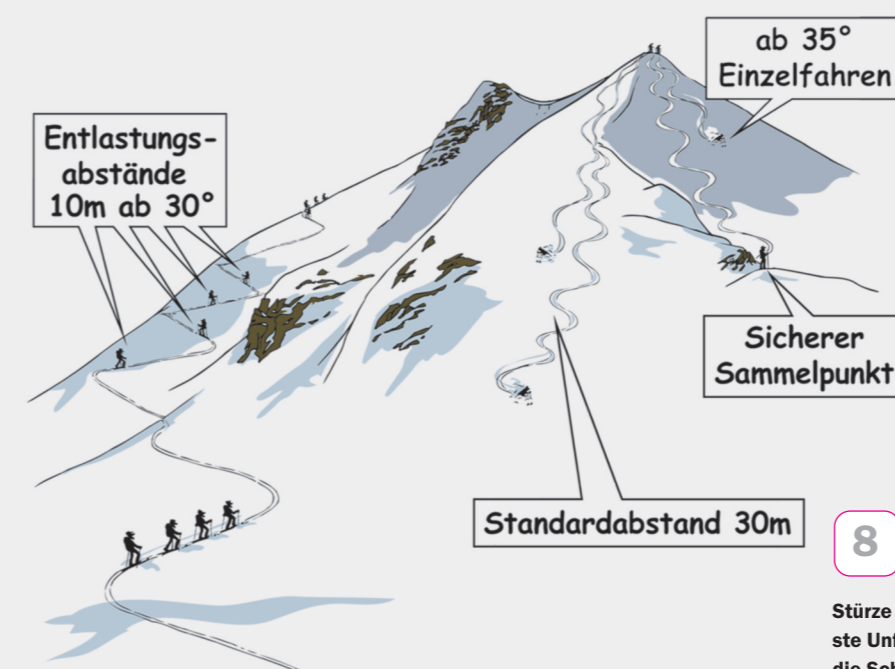 ab 35°
Einzelfahren
Entlastungs-
abstände
10m ab 30°
Sicherer
Sammelpunkt
Standardabstand 30m
8
Stürze